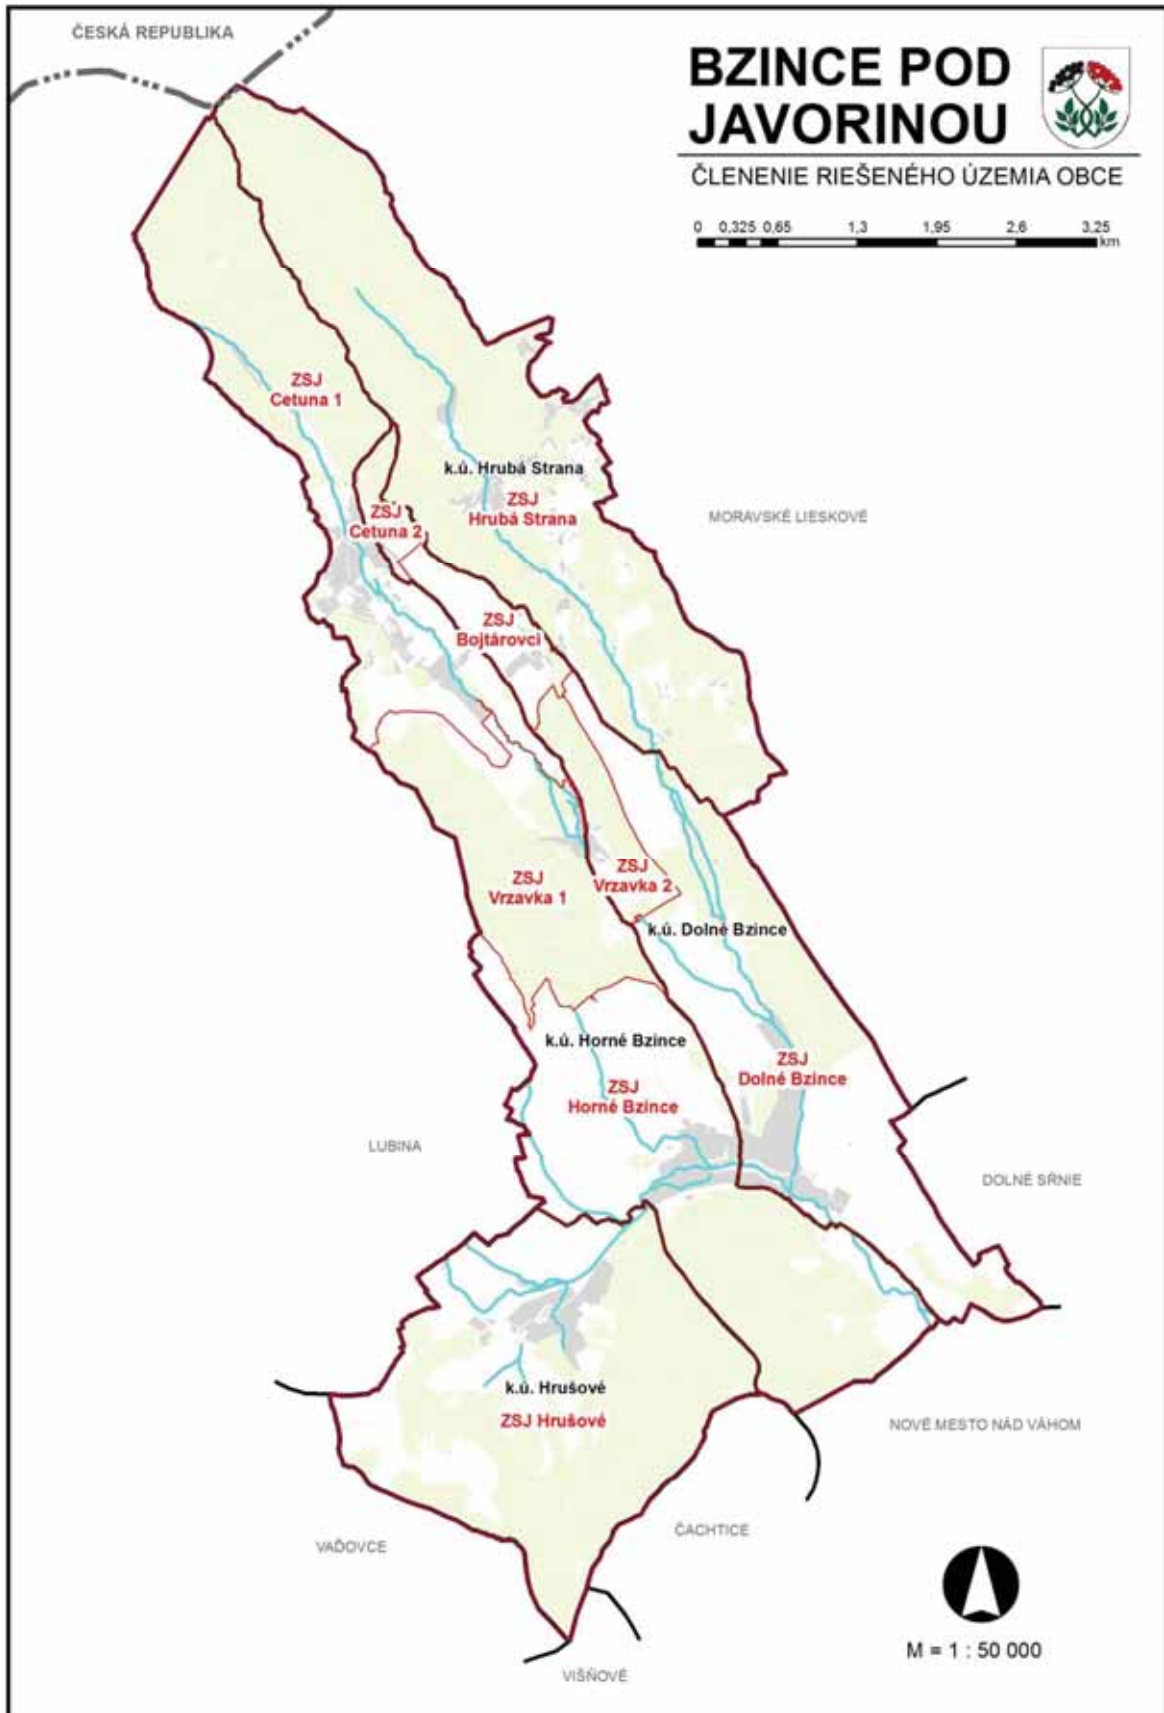 ČESKÁ REPUBLIKA
BZINCE POD
JAVORINOU
ČLENENIE RIEŠENÉHO ÚZEMIA OBCE
0 0,325 0,65 1,3 1,95 2,6 3,25
km
ZSJ
Cetuna 1
k.ú. Hrubá Strana
ZSJ
Hrubá Strana
MORAVSKÉ LIESKOVÉ
ZSJ
Cetuna 2
ZSJ
Bojtárovci
ZSJ
Vrzavka 1
ZSJ
Vrzavka 2
k.ú. Dolné Bzince
k.ú. Horné Bzince
ZSJ
Dolné Bzince
ZSJ
Horné Bzince
LUBINA
DOLNÉ SŔNIE
k.ú. Hrušové
ZSJ Hrušové
NOVÉ MESTO NÁD VÁHOM
ČACHTICE
VAĎOVCE
M = 1 : 50 000
VIŠŇOVÉ